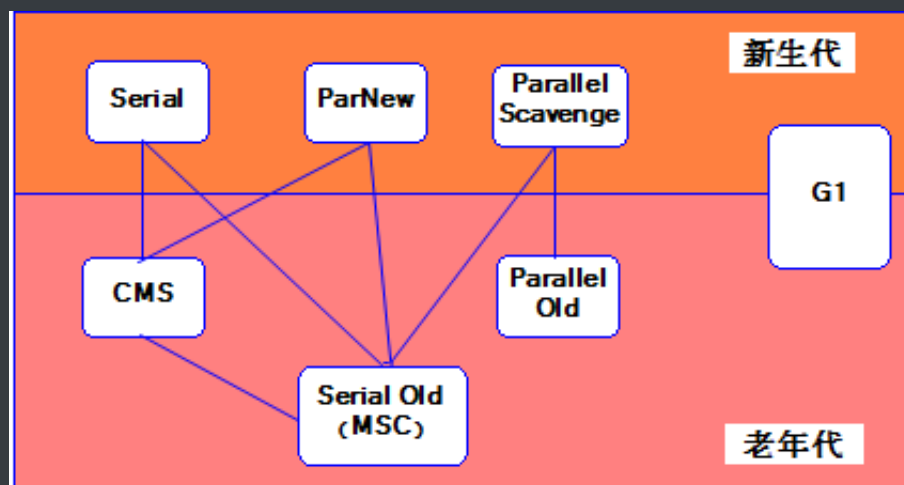 新生代
Serial
ParNew
Parallel
Scavenge
G1
CMS
Parallel
Old
Serial Old
(MSC)
老年代